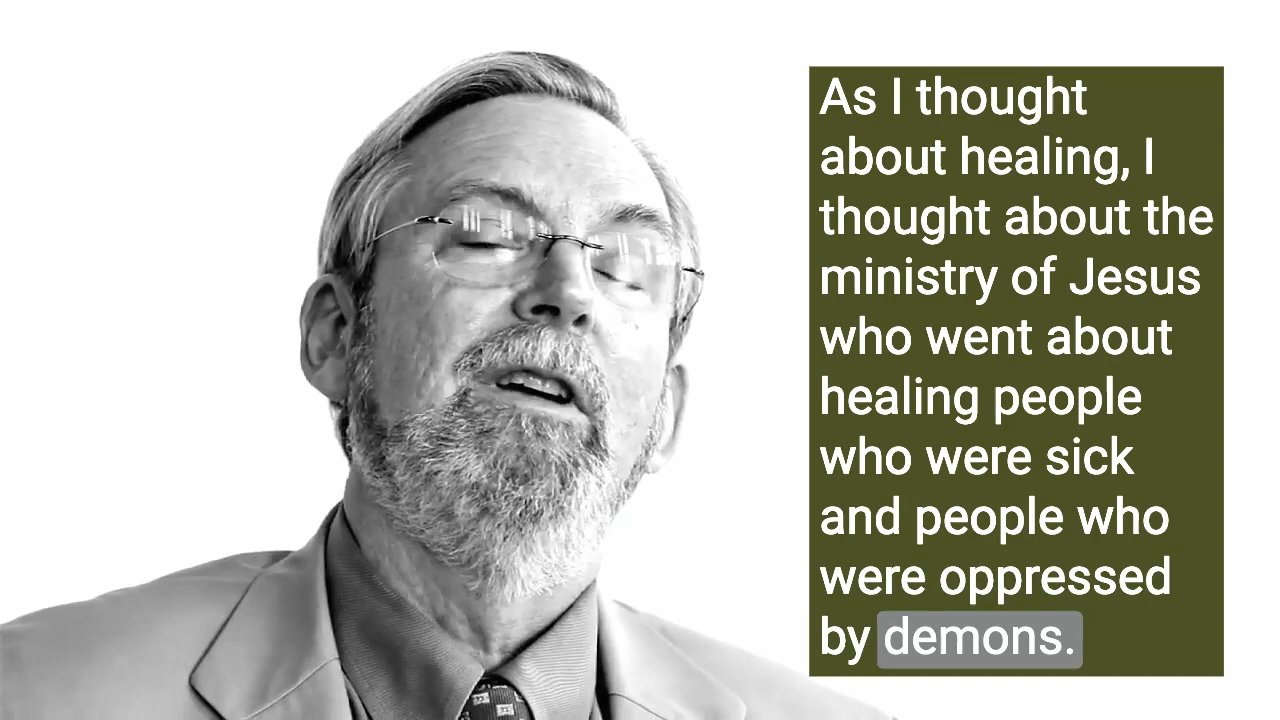 As I thought
about healing, I
thought about the
ministry of Jesus
who went about
healing people
who were sick
and people who
were oppressed
by demons.